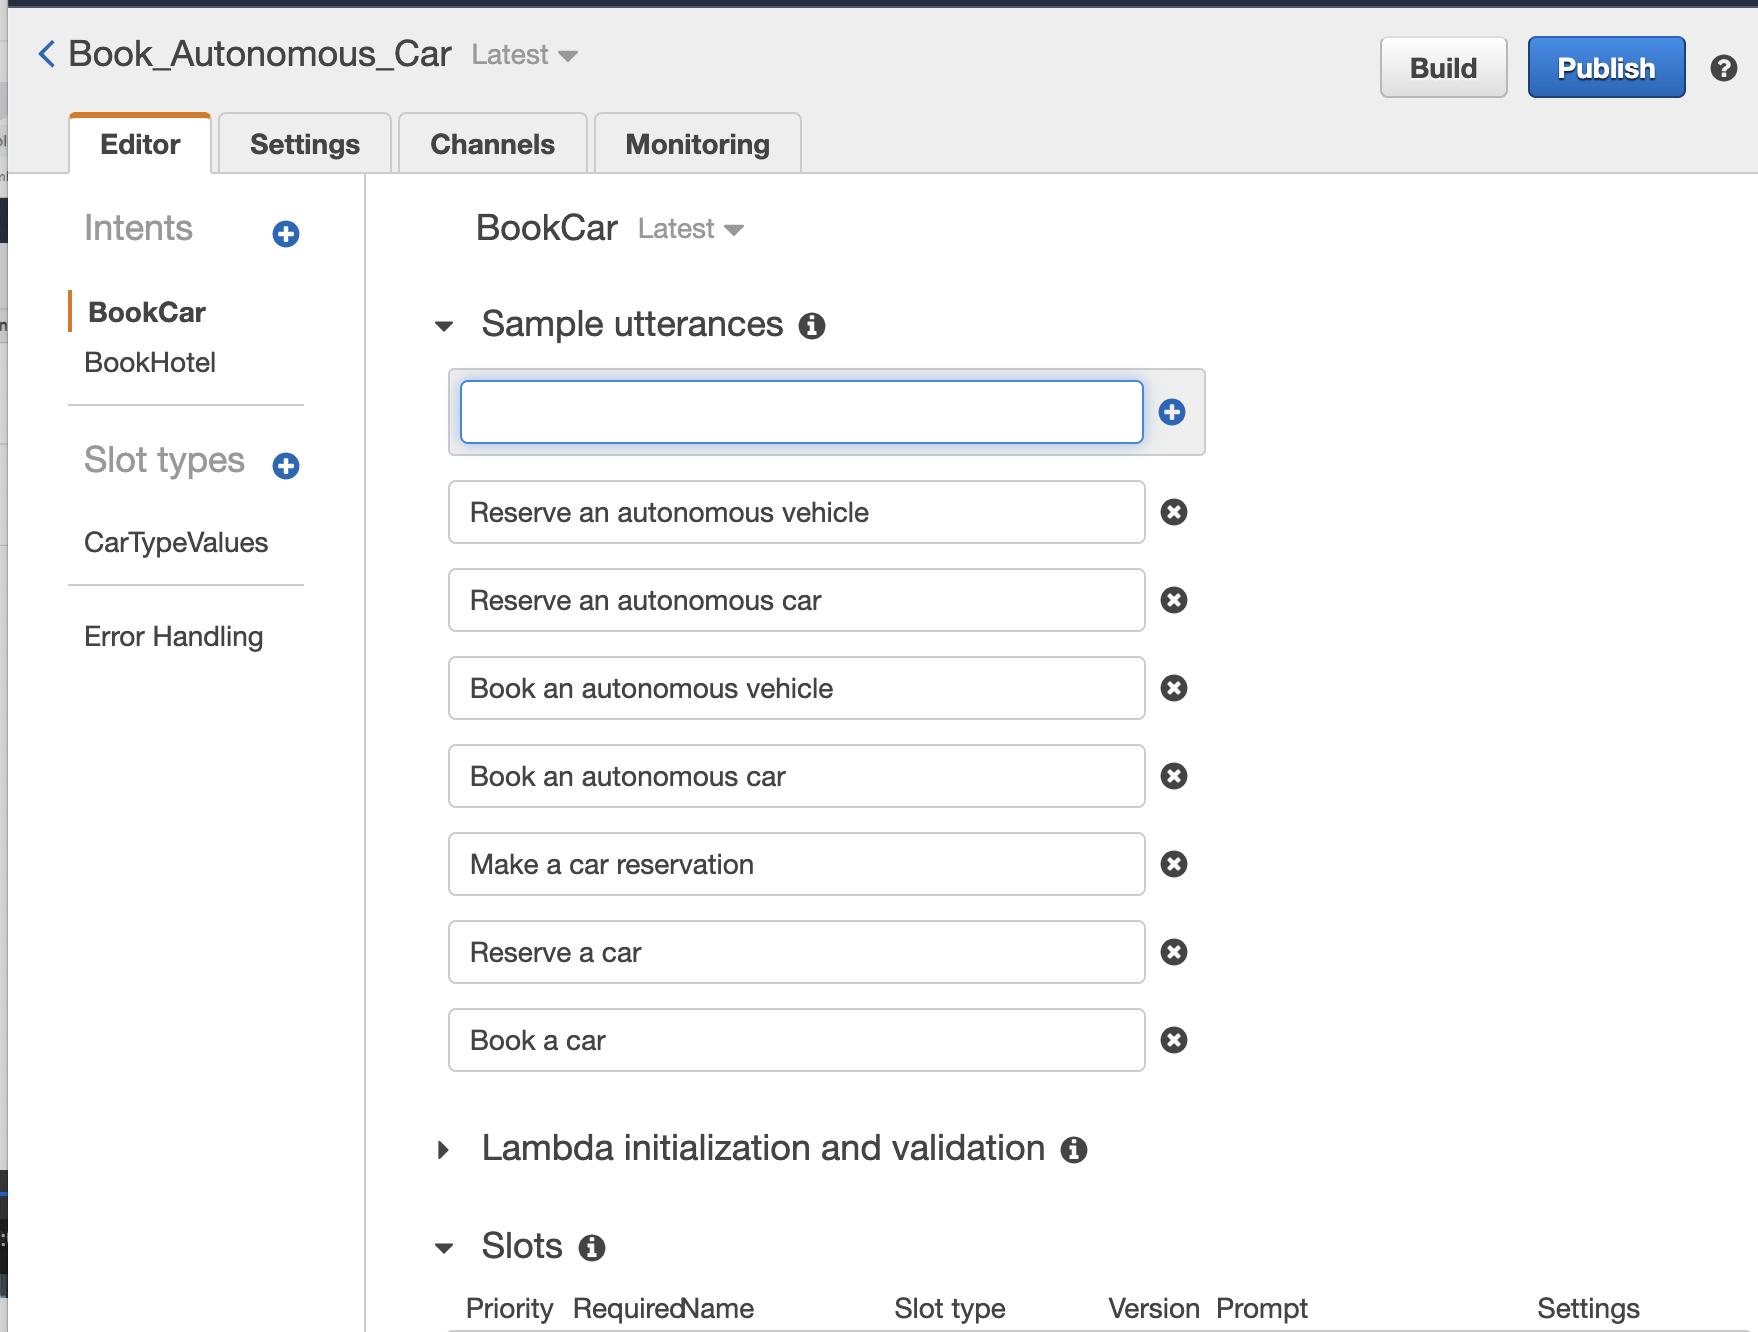 Book_Autonomous_Car Latest
Build Publish
Editor Settings Channels Monitoring
Intents
BookCar
BookHotel
Slot types
CarTypeValues
Error Handling
BookCar Latest
Sample utterances
Reserve an autonomous vehicle
Reserve an autonomous car
Book an autonomous vehicle
Book an autonomous car
Make a car reservation
Reserve a car
Book a car
Lambda initialization and validation
Slots
Priority Required Name Slot type Version Prompt Settings